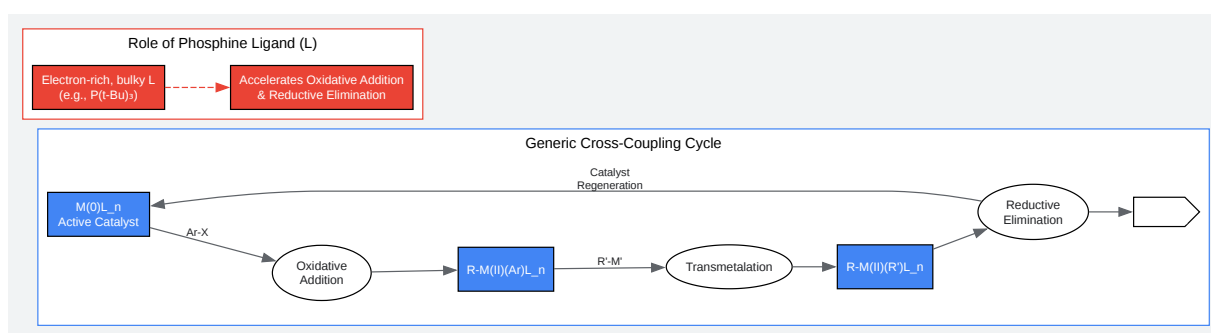 Role of Phosphine Ligand (L)
Electron-rich, bulky L
(e.g., P(t-Bu)₃)
Accelerates Oxidative Addition
& Reductive Elimination
Generic Cross-Coupling Cycle
Catalyst
Regeneration
M(0)L_n
Active Catalyst
Ar-X
Oxidative
Addition
R-M(II)(Ar)L_n
R'-M'
Transmetalation
R-M(II)(R')L_n
Reductive
Elimination